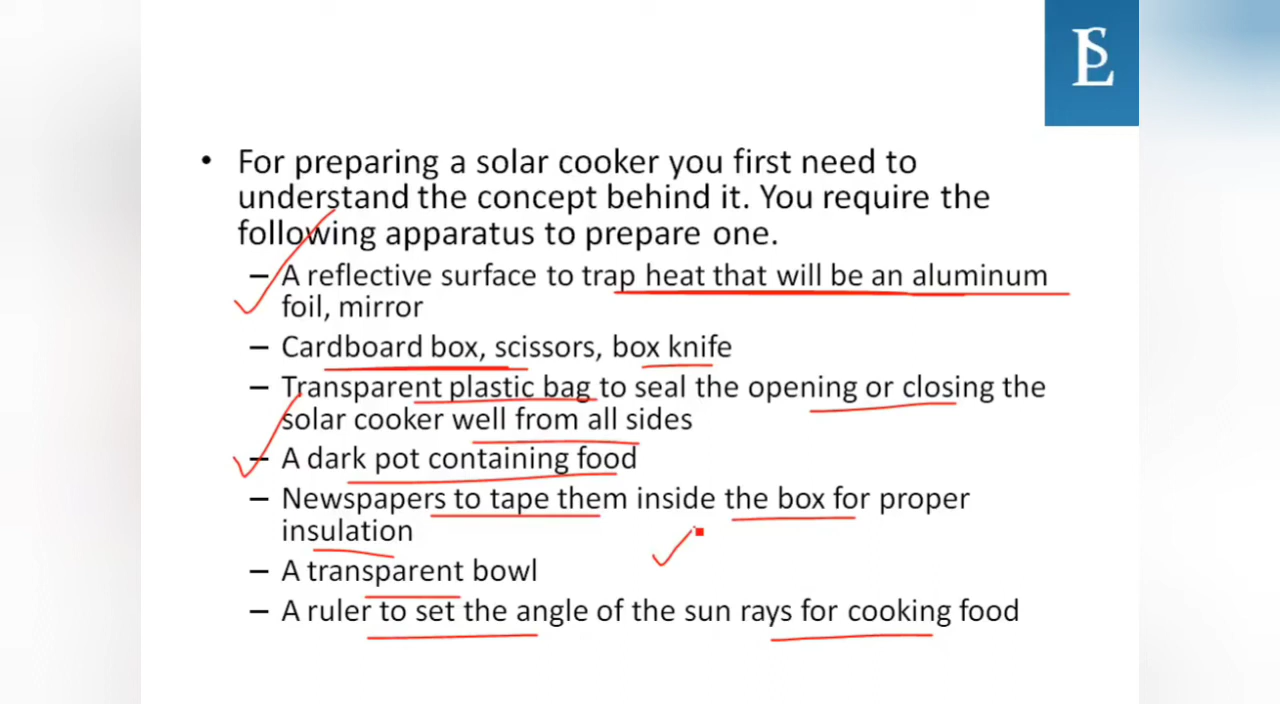 LS
• For preparing a solar cooker you first need to
understand the concept behind it. You require the
following apparatus to prepare one.
– A reflective surface to trap heat that will be an aluminum
foil, mirror
– Cardboard box, scissors, box knife
– Transparent plastic bag to seal the opening or closing the
solar cooker well from all sides
– A dark pot containing food
– Newspapers to tape them inside the box for proper
insulation
– A transparent bowl
– A ruler to set the angle of the sun rays for cooking food